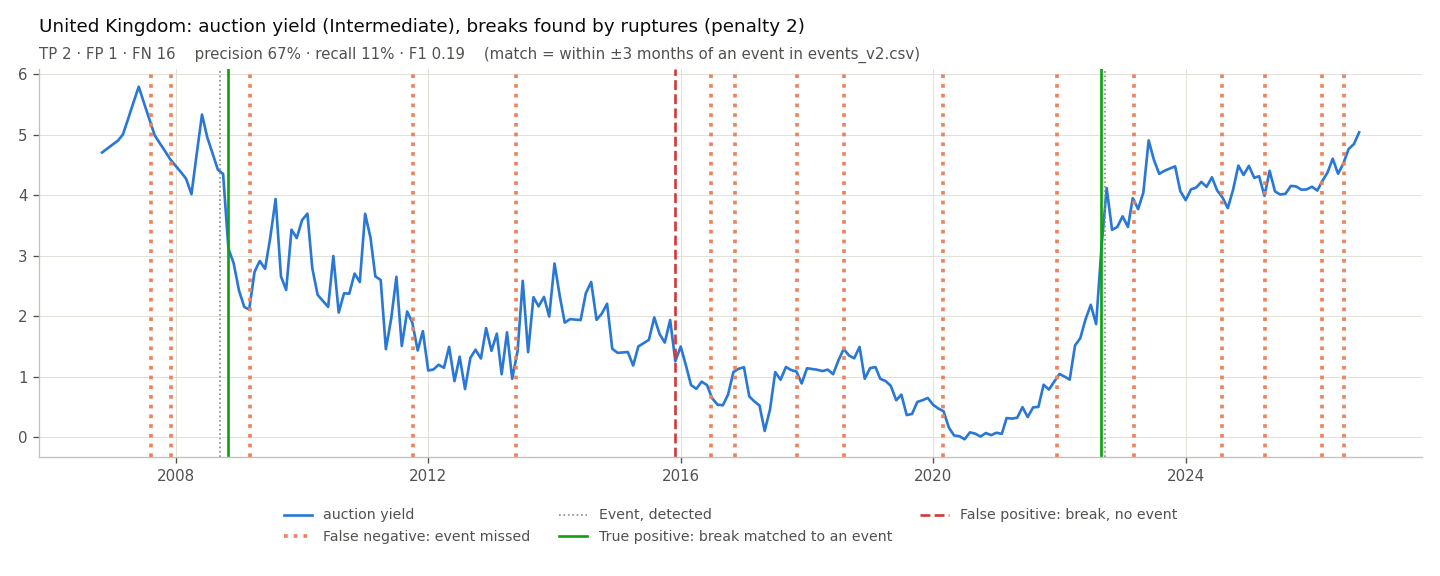 United Kingdom: auction yield (Intermediate), breaks found by ruptures (penalty 2)
TP 2 · FP 1 · FN 16    precision 67% · recall 11% · F1 0.19    (match = within ±3 months of an event in events_v2.csv)
6
5
4
3
2
1
0
2008 2012 2016 2020 2024
auction yield
False negative: event missed
Event, detected
True positive: break matched to an event
False positive: break, no event